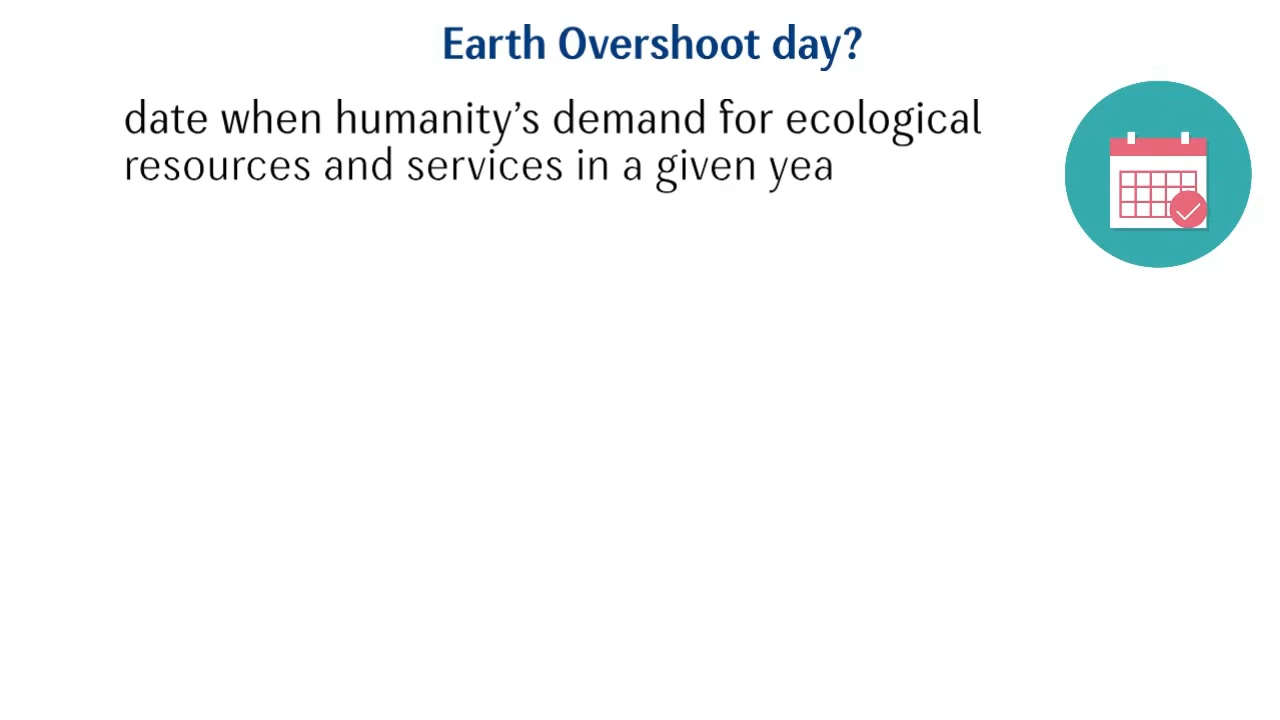 Earth Overshoot day?
date when humanity’s demand for ecological
resources and services in a given yea